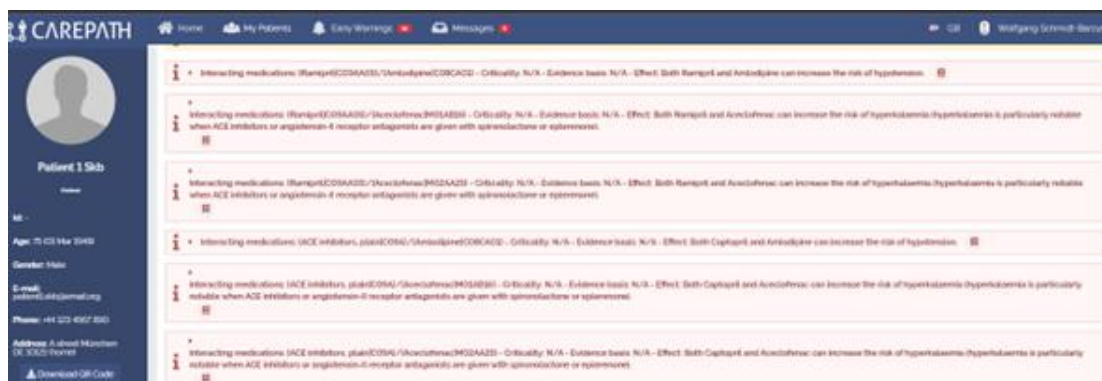 CAREPATH
Home My Patients Early Warnings Messages GB Wolfgang Schmidt-Barzynski
Interacting medications: (Ramipril[C09AA05])/(Amlodipine[C08CA01]) - Criticality: N/A - Evidence basis: N/A - Effect: Both Ramipril and Amlodipine can increase the risk of hypotension.
Interacting medications: (Ramipril[C09AA05])/(Aceclofenac[M01AB16]) - Criticality: N/A - Evidence basis: N/A - Effect: Both Ramipril and Aceclofenac can increase the risk of hyperkalaemia (hyperkalaemia is particularly notable
when ACE inhibitors or angiotensin-II receptor antagonists are given with spironolactone or eplerenone).
Interacting medications: (Ramipril[C09AA05])/(Aceclofenac[M02AA25]) - Criticality: N/A - Evidence basis: N/A - Effect: Both Ramipril and Aceclofenac can increase the risk of hyperkalaemia (hyperkalaemia is particularly notable
when ACE inhibitors or angiotensin-II receptor antagonists are given with spironolactone or eplerenone).
Interacting medications: (ACE inhibitors, plain[C09A])/(Amlodipine[C08CA01]) - Criticality: N/A - Evidence basis: N/A - Effect: Both Captopril and Amlodipine can increase the risk of hypotension.
Interacting medications: (ACE inhibitors, plain[C09A])/(Aceclofenac[M01AB16]) - Criticality: N/A - Evidence basis: N/A - Effect: Both Captopril and Aceclofenac can increase the risk of hyperkalaemia (hyperkalaemia is particularly
notable when ACE inhibitors or angiotensin-II receptor antagonists are given with spironolactone or eplerenone).
Interacting medications: (ACE inhibitors, plain[C09A])/(Aceclofenac[M02AA25]) - Criticality: N/A - Evidence basis: N/A - Effect: Both Captopril and Aceclofenac can increase the risk of hyperkalaemia (hyperkalaemia is particularly
notable when ACE inhibitors or angiotensin-II receptor antagonists are given with spironolactone or eplerenone).
Patient 1 Skb
Patient
Id: -
Age: 75 (03 Mar 1949)
Gender: Male
E-mail:
Phone:
Address: A street München
Download QR Code